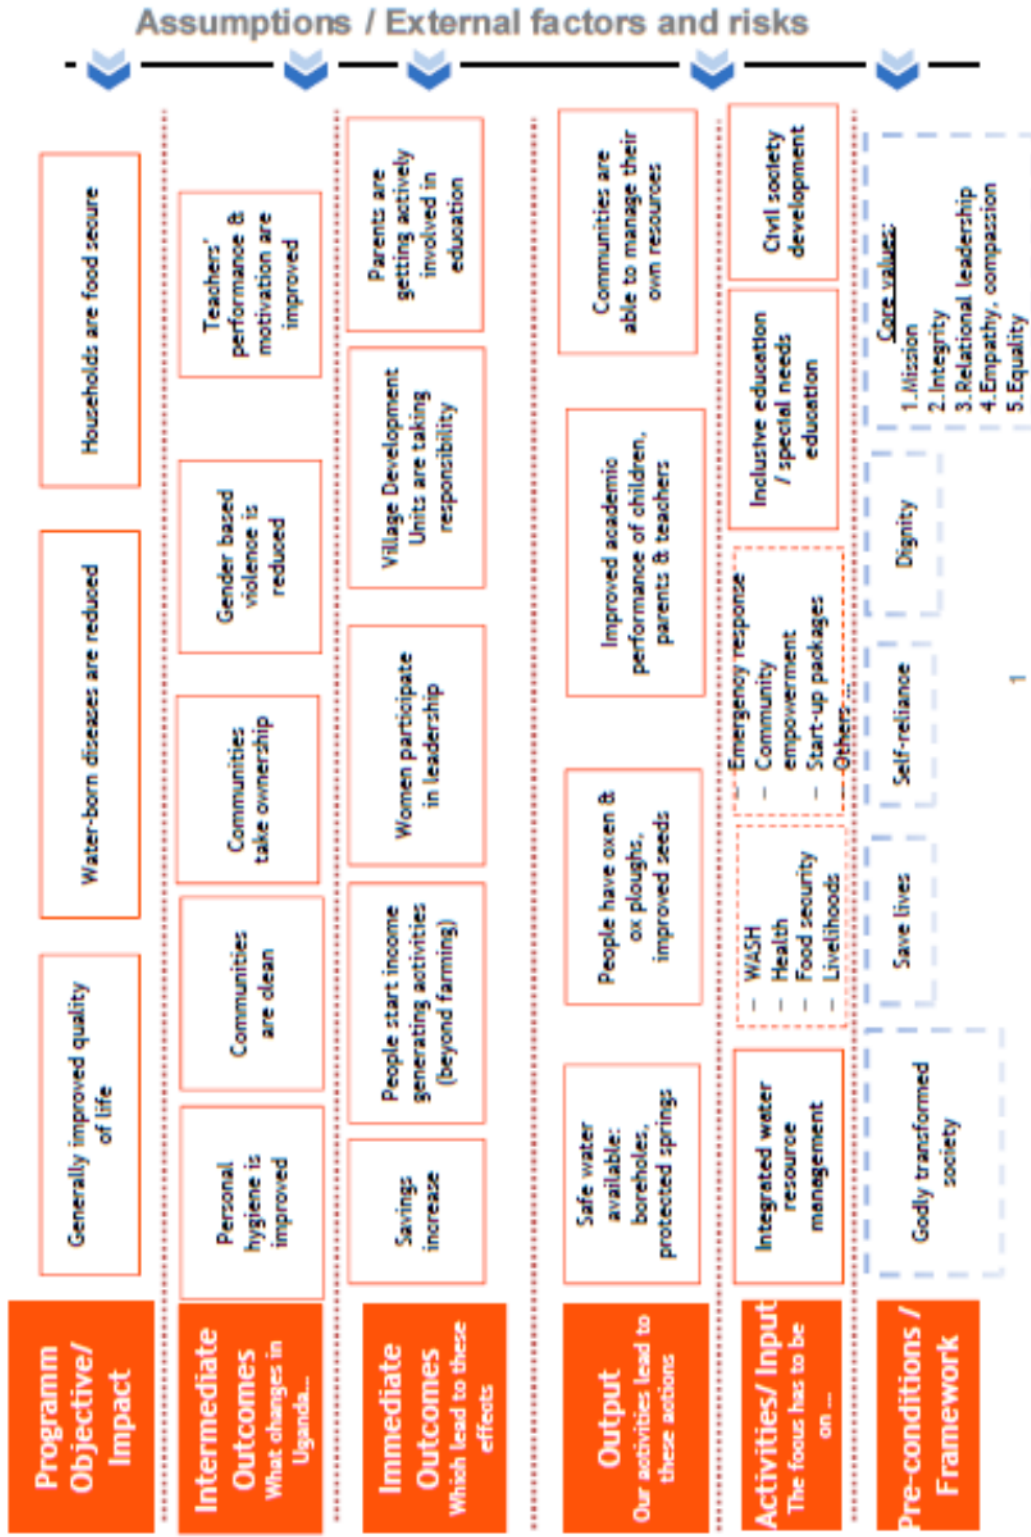 Assumptions / External factors and risks
Programm
Objective/
Impact
Generally improved quality
of life
Water-born diseases are reduced
Households are food secure
Intermediate
Outcomes
What changes in
Uganda...
Personal
hygiene is
improved
Communities
are clean
Communities
take ownership
Gender based
violence is
reduced
Teachers'
performance &
motivation are
improved
Immediate
Outcomes
Which lead to these
effects
Savings
increase
People start income
generating activities
(beyond farming)
Women participate
in leadership
Village Development
Units are taking
responsibility
Parents are
getting actively
involved in
education
Output
Our activities lead to
these actions
Safe water
available:
boreholes,
protected springs
People have oxen &
ox ploughs,
improved seeds
Improved academic
performance of children,
parents & teachers
Communities are
able to manage their
own resources
Activities/ Input
The focus has to be
on ...
Integrated water
resource
management
– WASH
– Health
– Food security
– Livelihoods
– Emergency response
– Community
empowerment
– Start-up packages
– Others ...
Inclusive education
/ special needs
education
Civil society
development
Pre-conditions /
Framework
Godly transformed
society
Save lives
Self-reliance
Dignity
Core values:
1.Mission
2.Integrity
3.Relational leadership
4.Empathy, compassion
5.Equality
1